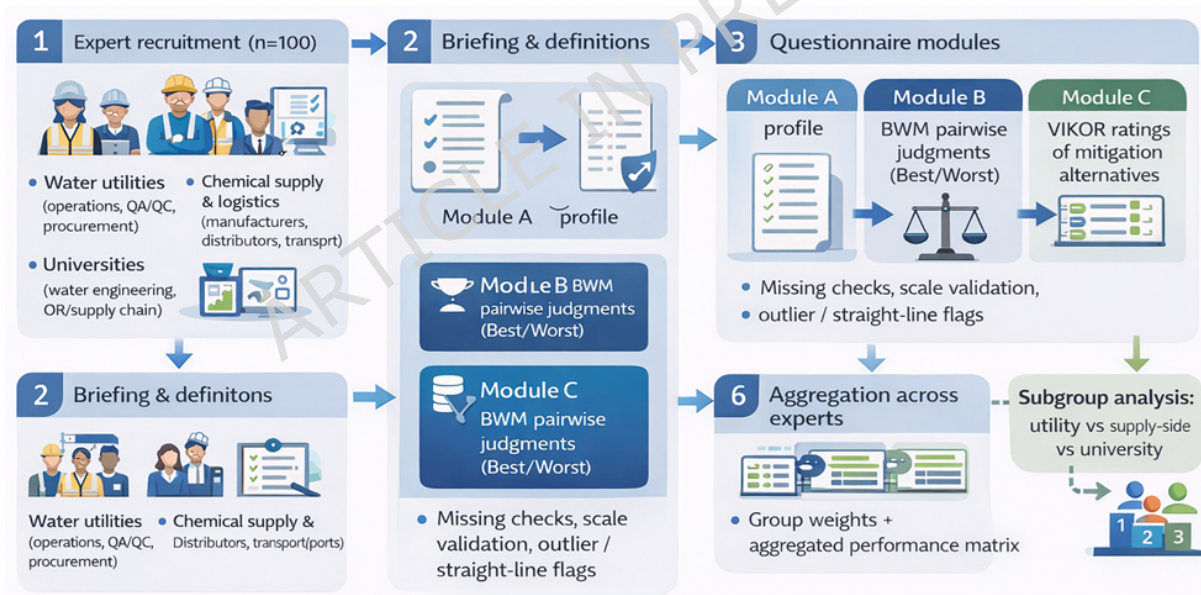 1 Expert recruitment (n=100)
• Water utilities
(operations, QA/QC,
procurement)
• Chemical supply
& logistics
(manufacturers,
distributors, transprt)
• Universities
(water engineering,
OR/supply chain)
2 Briefing & definitons
Water utilities
(operations, QA/QC,
procurement)
• Chemical supply &
Distributors, transport(ports)
2 Briefing & definitions
Module A profile
Module B BWM
pairwise judgments
(Best/Worst)
Module C
BWM pairwise
judgments
(Best/Worst)
• Missing checks, scale
validation, outlier /
straight-line flags
3 Questionnaire modules
Module A
profile
Module B
BWM pairwise
judgments
(Best/Worst)
Module C
VIKOR ratings
of mitigation
alternatives
• Missing checks, scale validation,
• outlier / straight-line flags
6 Aggregation across
experts
• Group weights +
aggregated performance matrix
Subgroup analysis:
utility vs supply-side
vs university
1
2
3
ARTICLE IN PRE